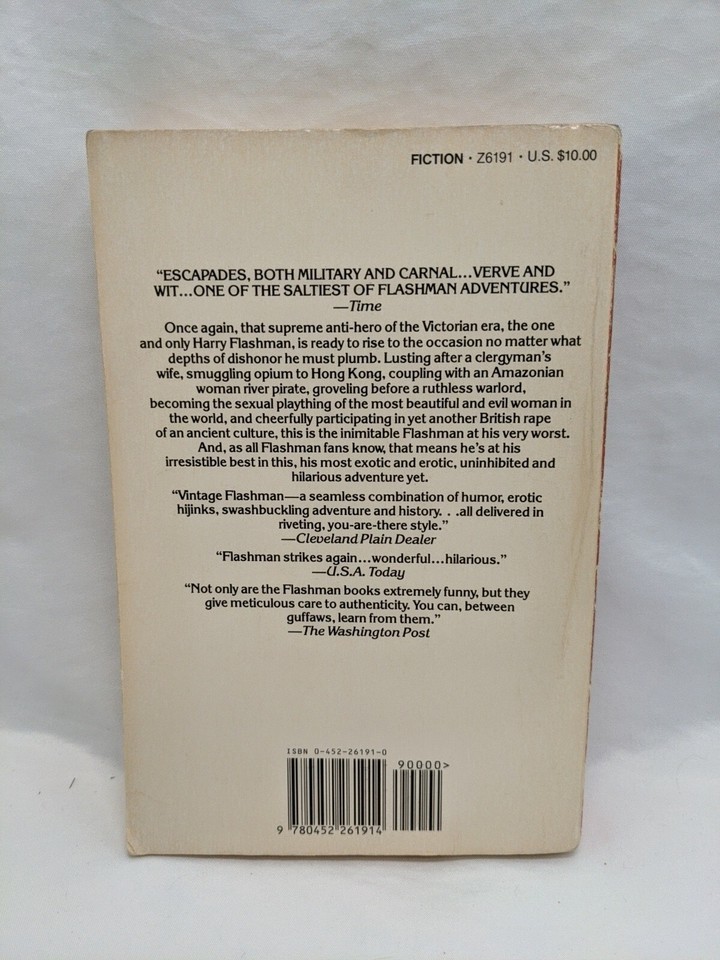 FICTION • Z6191 • U.S. $10.00
“ESCAPADES, BOTH MILITARY AND CARNAL...VERVE AND
WIT...ONE OF THE SALTIEST OF FLASHMAN ADVENTURES.”
—Time
Once again, that supreme anti-hero of the Victorian era, the one
and only Harry Flashman, is ready to rise to the occasion no matter what
depths of dishonor he must plumb. Lusting after a clergyman’s
wife, smuggling opium to Hong Kong, coupling with an Amazonian
woman river pirate, groveling before a ruthless warlord,
becoming the sexual plaything of the most beautiful and evil woman in
the world, and cheerfully participating in yet another British rape
of an ancient culture, this is the inimitable Flashman at his very worst.
And, as all Flashman fans know, that means he’s at his
irresistible best in this, his most exotic and erotic, uninhibited and
hilarious adventure yet.
“Vintage Flashman—a seamless combination of humor, erotic
hijinks, swashbuckling adventure and history. . .all delivered in
riveting, you-are-there style.”
—Cleveland Plain Dealer
“Flashman strikes again...wonderful...hilarious.”
—U.S.A. Today
“Not only are the Flashman books extremely funny, but they
give meticulous care to authenticity. You can, between
guffaws, learn from them.”
—The Washington Post
ISBN 0-452-26191-0
90000>
9 780452 261914